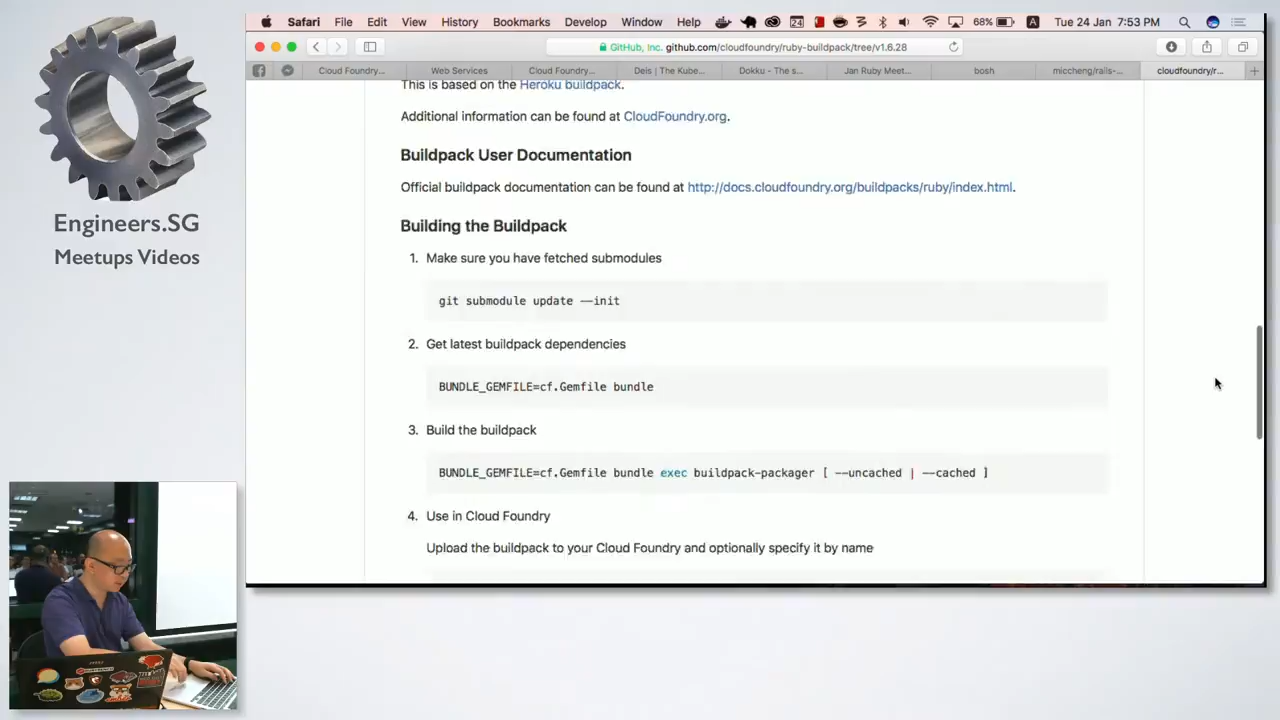 Safari File Edit View History Bookmarks Develop Window Help 24 68% A Tue 24 Jan 7:53 PM
GitHub, Inc. github.com/cloudfoundry/ruby-buildpack/tree/v1.6.28
Cloud Foundry... Web Services Cloud Foundry... Deis | The Kube... Dokku - The s... Jan Ruby Meet... bosh miccheng/rails-... cloudfoundry/r...
This is based on the Heroku buildpack.
Additional information can be found at CloudFoundry.org.
Buildpack User Documentation
Official buildpack documentation can be found at http://docs.cloudfoundry.org/buildpacks/ruby/index.html.
Building the Buildpack
1. Make sure you have fetched submodules
git submodule update --init
2. Get latest buildpack dependencies
BUNDLE_GEMFILE=cf.Gemfile bundle
3. Build the buildpack
BUNDLE_GEMFILE=cf.Gemfile bundle exec buildpack-packager [ --uncached | --cached ]
4. Use in Cloud Foundry
Upload the buildpack to your Cloud Foundry and optionally specify it by name
Engineers.SG
Meetups Videos